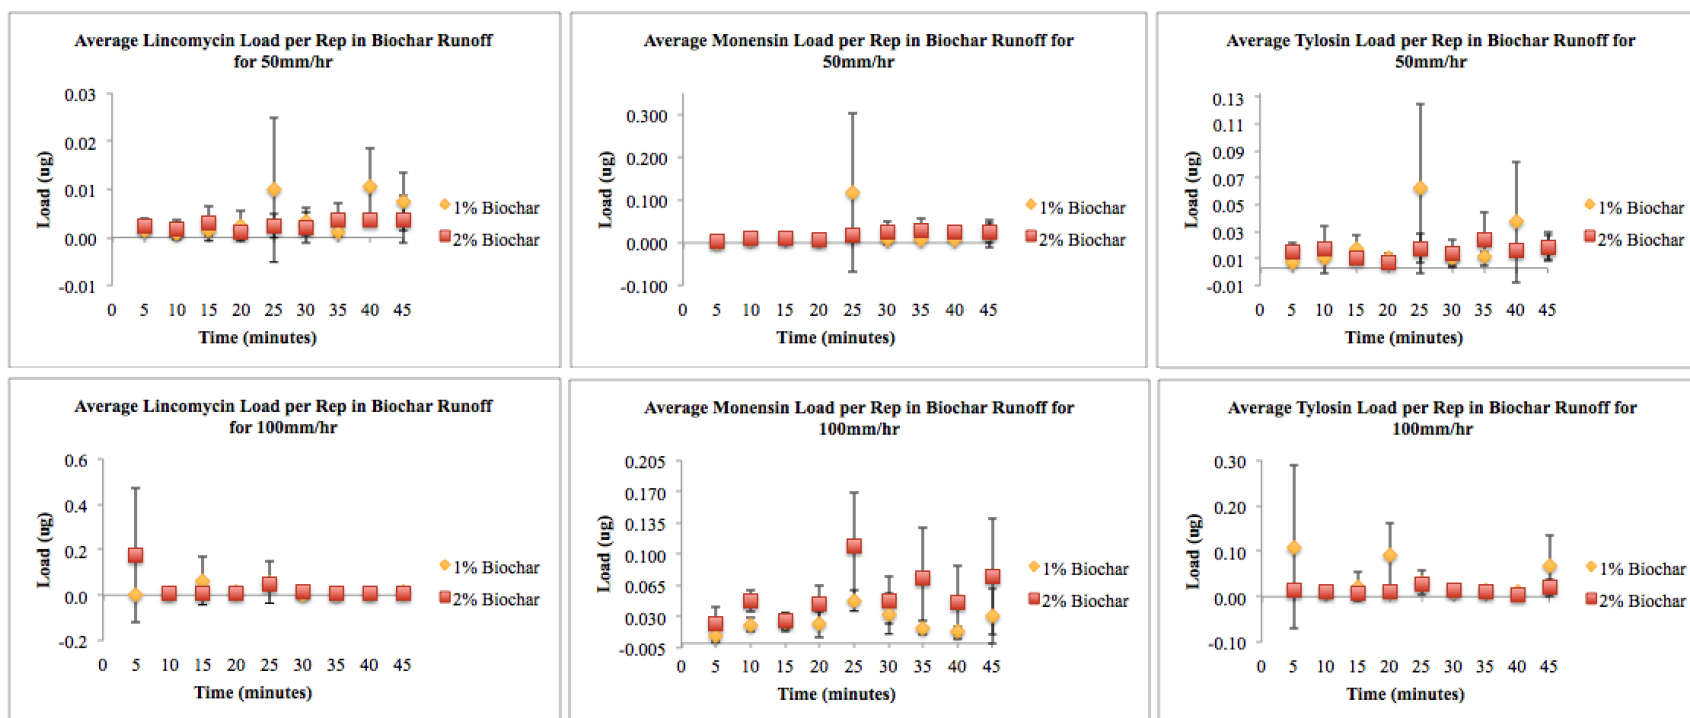 Average Lincomycin Load per Rep in Biochar Runoff
for 50mm/hr
0.03
0.02
0.01
0.00
-0.01
Load (ug)
0 5 10 15 20 25 30 35 40 45
Time (minutes)
1% Biochar
2% Biochar
Average Monensin Load per Rep in Biochar Runoff for
50mm/hr
0.300
0.200
0.100
0.000
-0.100
Load (ug)
0 5 10 15 20 25 30 35 40 45
Time (minutes)
1% Biochar
2% Biochar
Average Tylosin Load per Rep in Biochar Runoff for
50mm/hr
0.13
0.11
0.09
0.07
0.05
0.03
0.01
-0.01
Load (ug)
0 5 10 15 20 25 30 35 40 45
Time (minutes)
1% Biochar
2% Biochar
Average Lincomycin Load per Rep in Biochar Runoff
for 100mm/hr
0.6
0.4
0.2
0.0
-0.2
Load (ug)
0 5 10 15 20 25 30 35 40 45
Time (minutes)
1% Biochar
2% Biochar
Average Monensin Load per Rep in Biochar Runoff for
100mm/hr
0.205
0.170
0.135
0.100
0.065
0.030
-0.005
Load (ug)
0 5 10 15 20 25 30 35 40 45
Time (minutes)
1% Biochar
2% Biochar
Average Tylosin Load per Rep in Biochar Runoff for
100mm/hr
0.30
0.20
0.10
0.00
-0.10
Load (ug)
0 5 10 15 20 25 30 35 40 45
Time (minutes)
1% Biochar
2% Biochar